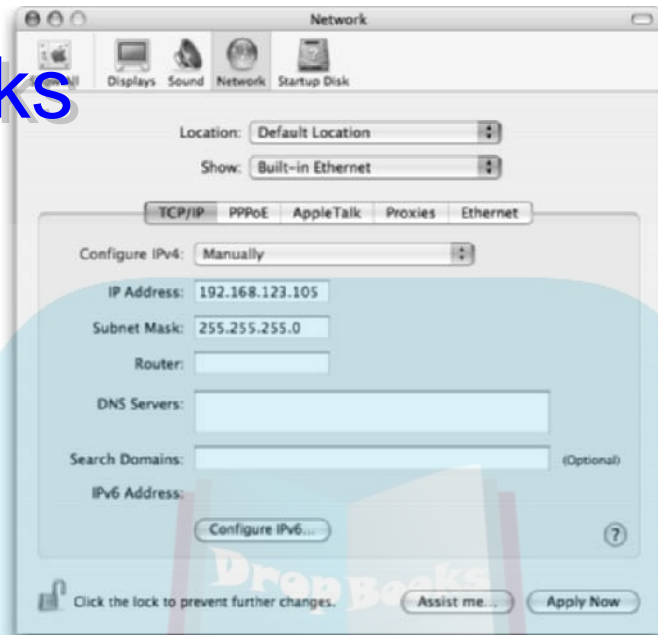 Network
Displays Sound Network Startup Disk
ks
Location: Default Location
Show: Built-in Ethernet
TCP/IP PPPoE AppleTalk Proxies Ethernet
Configure IPv4: Manually
IP Address: 192.168.123.105
Subnet Mask: 255.255.255.0
Router:
DNS Servers:
Search Domains: (Optional)
IPv6 Address:
Configure IPv6... ?
DropBooks
Click the lock to prevent further changes. Assist me... Apply Now